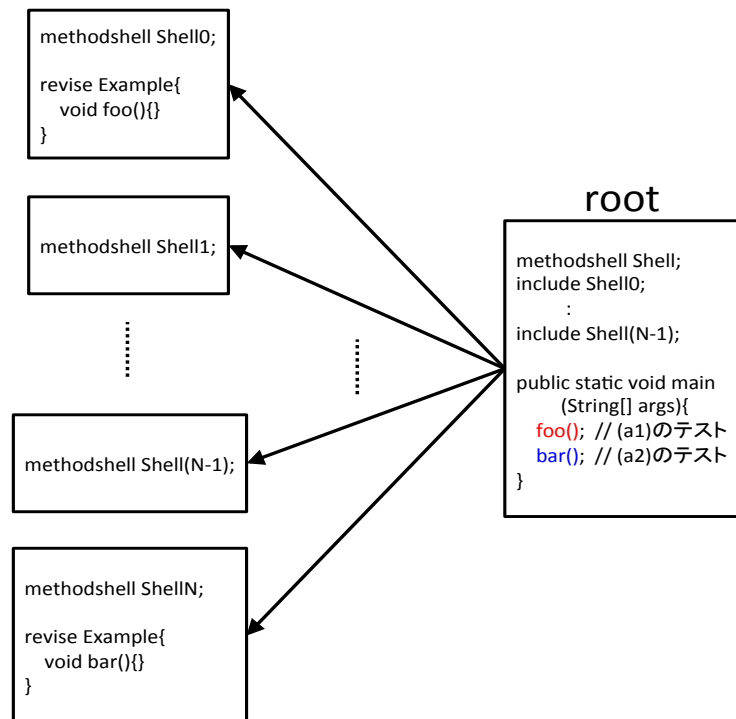 methodshell Shell0;
revise Example{
void foo(){}
}
methodshell Shell1;
methodshell Shell(N-1);
methodshell ShellN;
revise Example{
void bar(){}
}
root
methodshell Shell;
include Shell0;
:
include Shell(N-1);
public static void main
(String[] args){
foo(); // (a1)のテスト
bar(); // (a2)のテスト
}